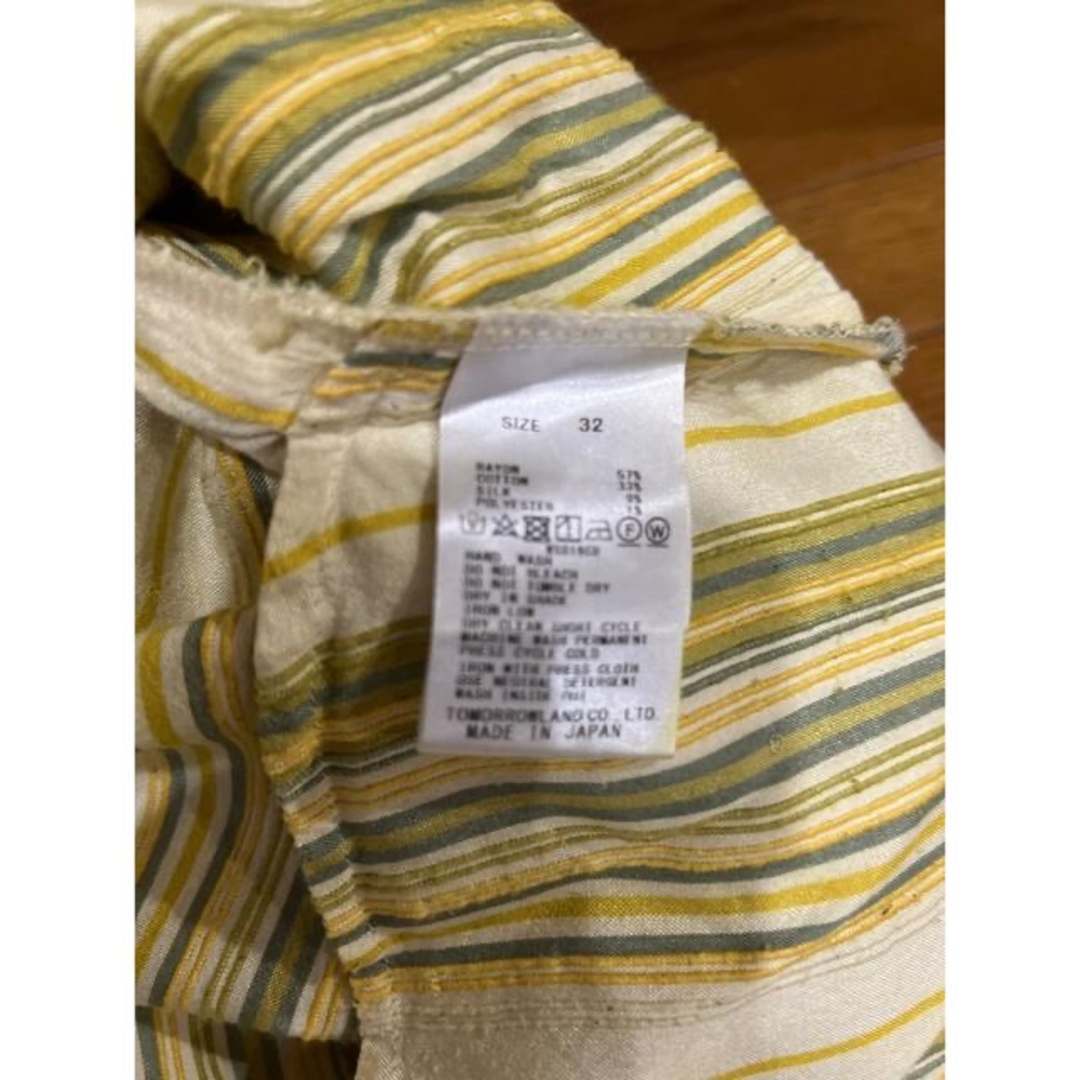 SIZE 32
RAYON 57%
COTTON 33%
SILK 9%
POLYESTER 1%
F W
HAND WASH
DO NOT BLEACH
DO NOT TUMBLE DRY
DRY IN SHADE
IRON LOW
DRY CLEAN SHORT CYCLE
MACHINE WASH PERMANENT
PRESS CYCLE COLD
IRON WITH PRESS CLOTH
USE NEUTRAL DETERGENT
WASH INSIDE OUT
TOMORROWLAND CO., LTD.
MADE IN JAPAN